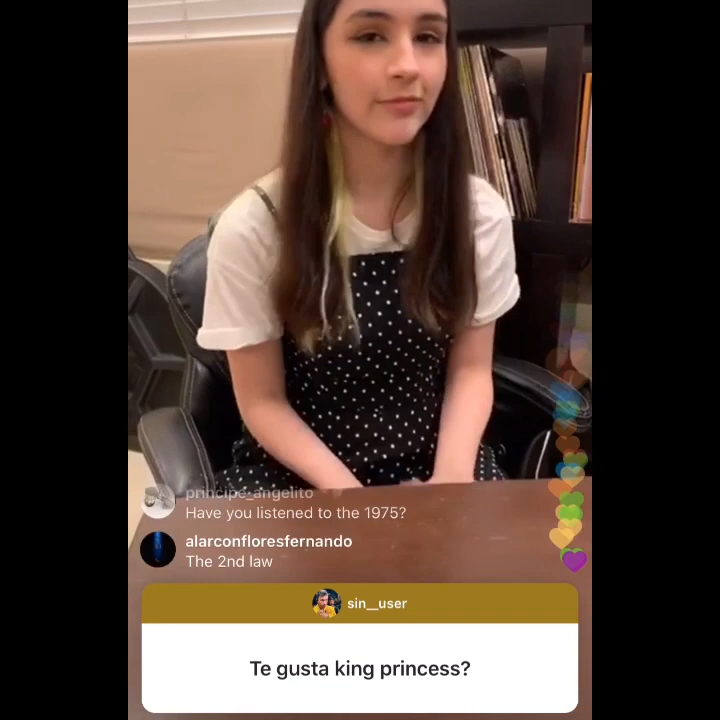 principe_angelito
Have you listened to the 1975?
alarconfloresfernando
The 2nd law
sin__user
Te gusta king princess?